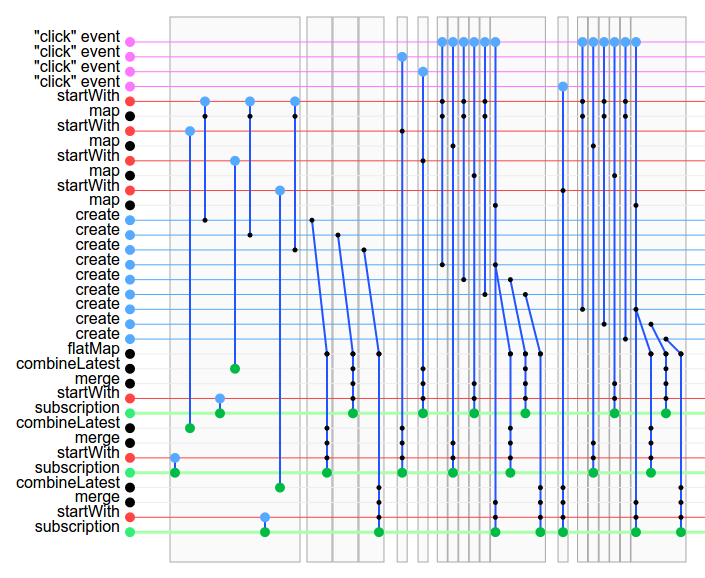 "click" event
"click" event
"click" event
"click" event
startWith
map
startWith
map
startWith
map
startWith
map
create
create
create
create
create
create
create
create
create
flatMap
combineLatest
merge
startWith
subscription
combineLatest
merge
startWith
subscription
combineLatest
merge
startWith
subscription